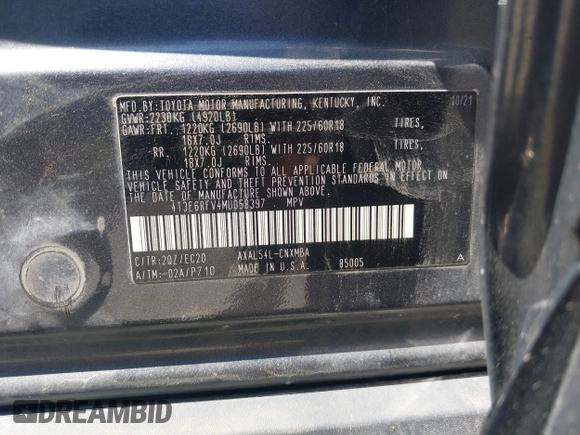 MFD.BY:TOYOTA MOTOR MANUFACTURING, KENTUCKY, INC. 10/21
GVWR:2230KG (4920LB)
GAWR:FRT. 1220KG (2690LB) WITH 225/60R18 TIRES,
18X7.0J RIMS.
RR. 1220KG (2690LB) WITH 225/60R18 TIRES,
18X7.0J RIMS.
THIS VEHICLE CONFORMS TO ALL APPLICABLE FEDERAL MOTOR
VEHICLE SAFETY, BUMPER, AND THEFT PREVENTION STANDARDS IN EFFECT ON
THE DATE OF MANUFACTURE SHOWN ABOVE.
4T3E6RFV4MU058397 MPV
C/TR:202/EC20 AXAL54L-CNXMBA
A/TM:-02A/P710 MADE IN U.S.A. 85005 A
DREAMBID